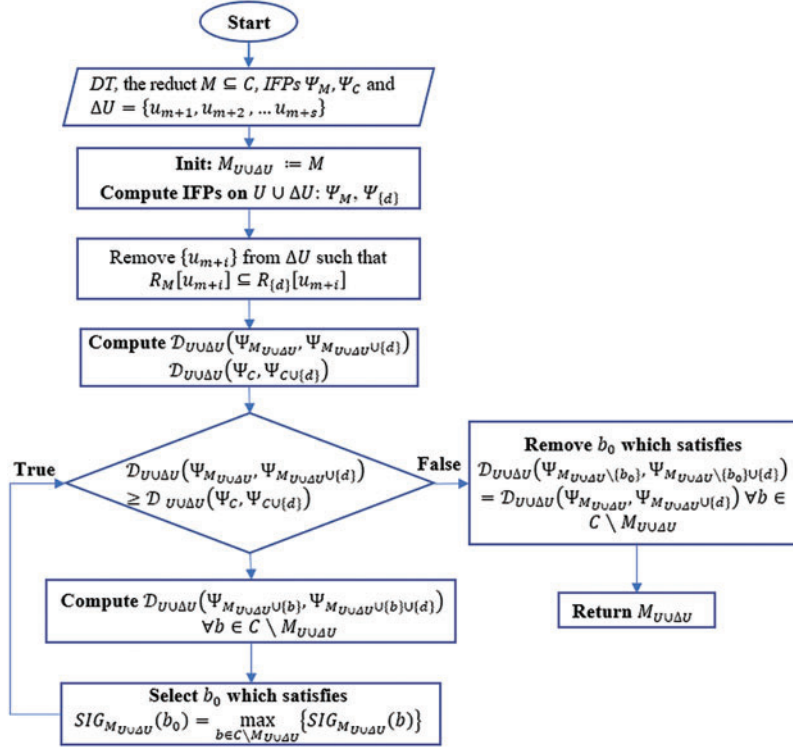 Start
DT, the reduct M ⊆ C, IFPs Ψ_M, Ψ_C and
ΔU = {u_{m+1}, u_{m+2} , … u_{m+s}}
Init: M_{U∪ΔU} ≔ M
Compute IFPs on U ∪ ΔU: Ψ_M, Ψ_{{d}}
Remove {u_{m+i}} from ΔU such that
R_M[u_{m+i}] ⊆ R_{{d}}[u_{m+i}]
Compute 𝒟_{U∪ΔU}(Ψ_{M_{U∪ΔU}}, Ψ_{M_{U∪ΔU}∪{d}})
𝒟_{U∪ΔU}(Ψ_C, Ψ_{C∪{d}})
True
𝒟_{U∪ΔU}(Ψ_{M_{U∪ΔU}}, Ψ_{M_{U∪ΔU}∪{d}})
≥ 𝒟_{U∪ΔU}(Ψ_C, Ψ_{C∪{d}})
False
Remove b_0 which satisfies
𝒟_{U∪ΔU}(Ψ_{M_{U∪ΔU}\{b_0}}, Ψ_{M_{U∪ΔU}\{b_0}∪{d}})
= 𝒟_{U∪ΔU}(Ψ_{M_{U∪ΔU}}, Ψ_{M_{U∪ΔU}∪{d}}) ∀b ∈
C \ M_{U∪ΔU}
Return M_{U∪ΔU}
Compute 𝒟_{U∪ΔU}(Ψ_{M_{U∪ΔU}∪{b}}, Ψ_{M_{U∪ΔU}∪{b}∪{d}})
∀b ∈ C \ M_{U∪ΔU}
Select b_0 which satisfies
SIG_{M_{U∪ΔU}}(b_0) = max_{b∈C\M_{U∪ΔU}} {SIG_{M_{U∪ΔU}}(b)}